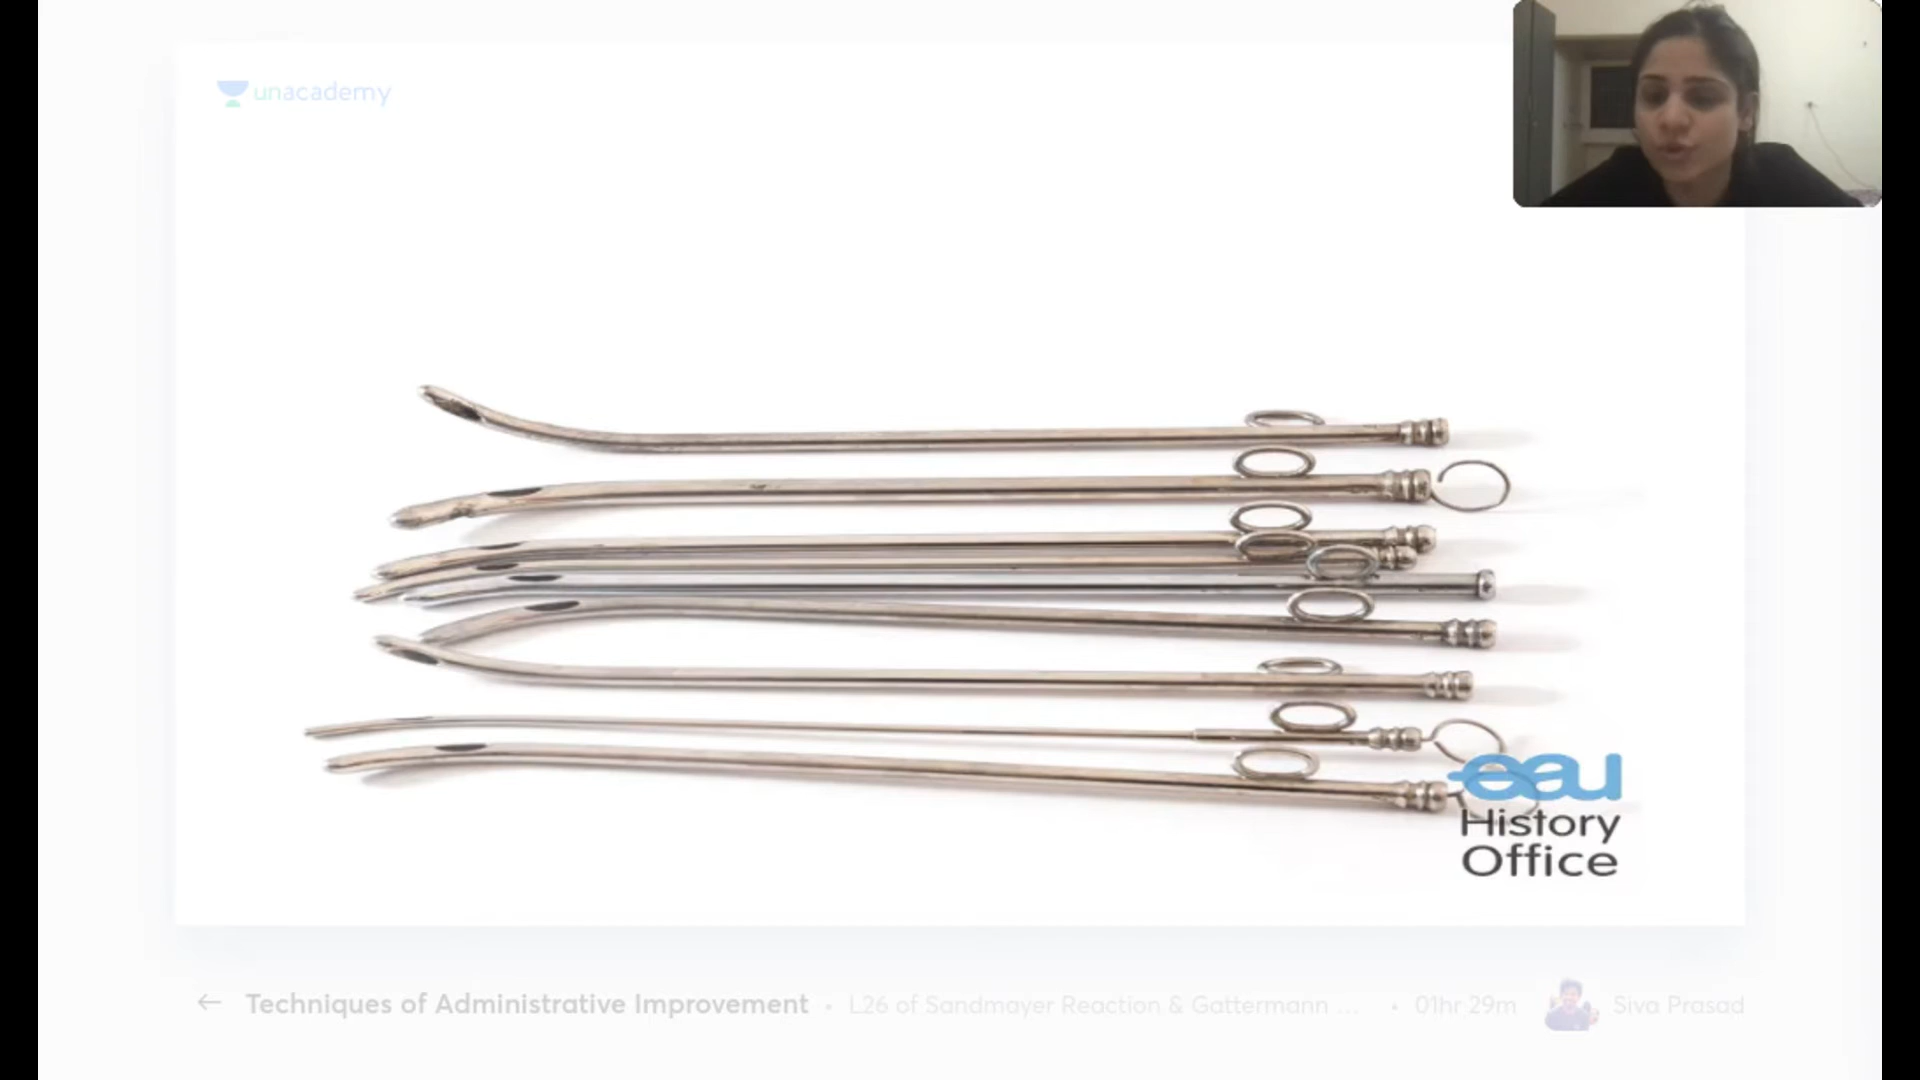 unacademy
eau
History
Office
← Techniques of Administrative Improvement • L26 of Sandmayer Reaction & Gattermann ... • 01hr 29m Siva Prasad